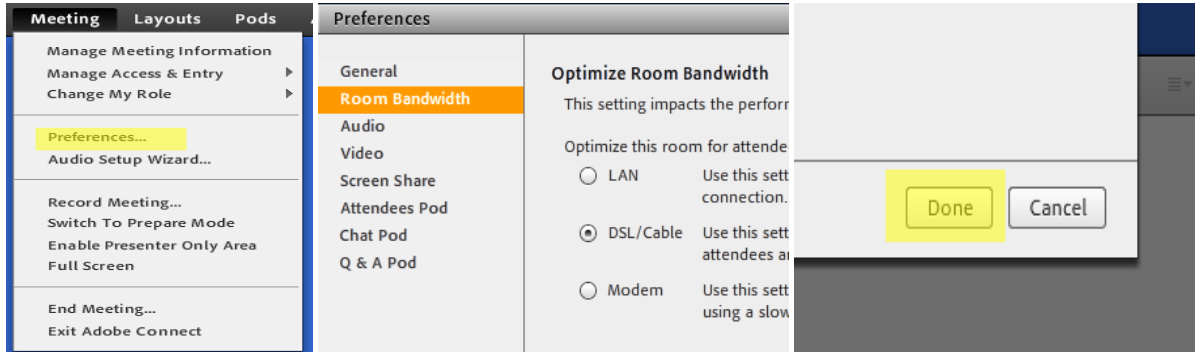 Meeting Layouts Pods
Manage Meeting Information
Manage Access & Entry
Change My Role
Preferences...
Audio Setup Wizard...
Record Meeting...
Switch To Prepare Mode
Enable Presenter Only Area
Full Screen
End Meeting...
Exit Adobe Connect
Preferences
General
Room Bandwidth
Audio
Video
Screen Share
Attendees Pod
Chat Pod
Q & A Pod
Optimize Room Bandwidth
This setting impacts the perfor
Optimize this room for attende
LAN Use this sett
connection.
DSL/Cable Use this sett
attendees a
Modem Use this sett
using a slow
Done Cancel